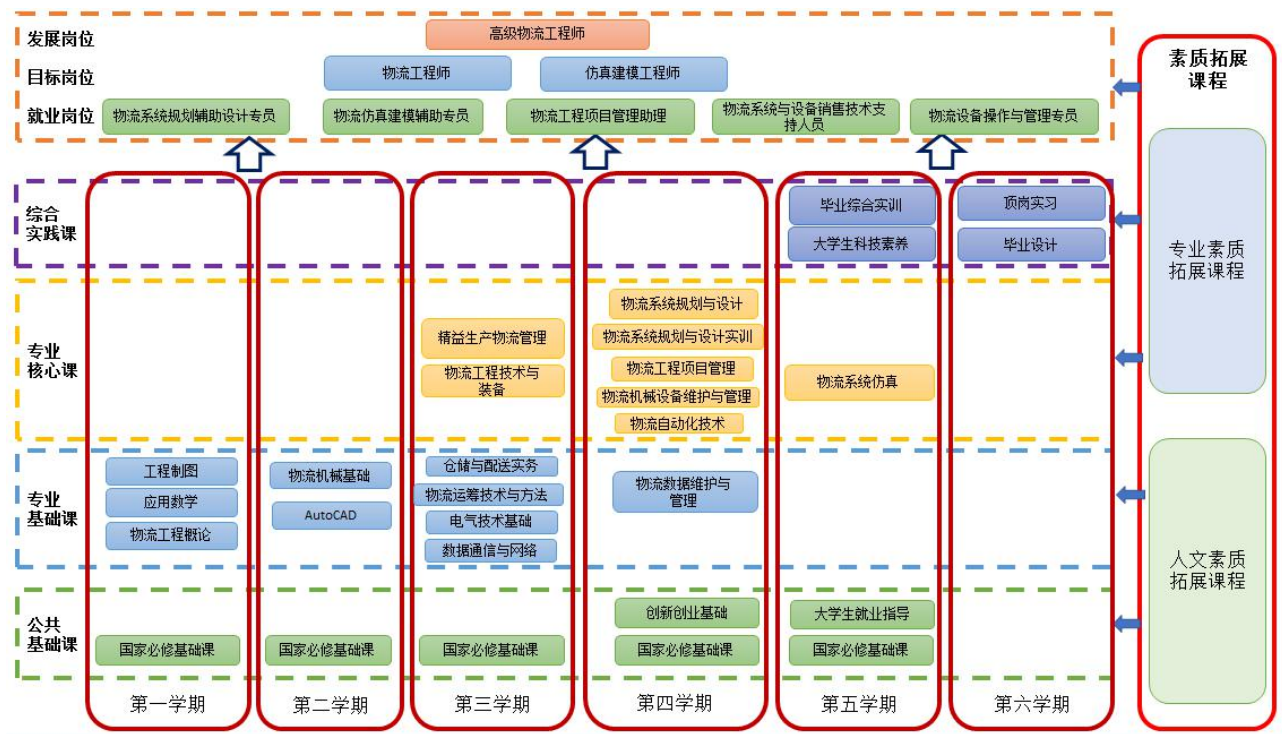 发展岗位
高级物流工程师
目标岗位
物流工程师
仿真建模工程师
就业岗位
物流系统规划辅助设计专员
物流仿真建模辅助专员
物流工程项目管理助理
物流系统与设备销售技术支
持人员
物流设备操作与管理专员
素质拓展
课程
专业素质
拓展课程
人文素质
拓展课程
综合
实践课
毕业综合实训
大学生科技素养
顶岗实习
毕业设计
专业
核心课
精益生产物流管理
物流工程技术与
装备
物流系统规划与设计
物流系统规划与设计实训
物流工程项目管理
物流机械设备维护与管理
物流自动化技术
物流系统仿真
专业
基础课
工程制图
应用数学
物流工程概论
物流机械基础
AutoCAD
仓储与配送实务
物流运筹技术与方法
电气技术基础
数据通信与网络
物流数据维护与
管理
公共
基础课
国家必修基础课
国家必修基础课
国家必修基础课
创新创业基础
国家必修基础课
大学生就业指导
国家必修基础课
第一学期
第二学期
第三学期
第四学期
第五学期
第六学期